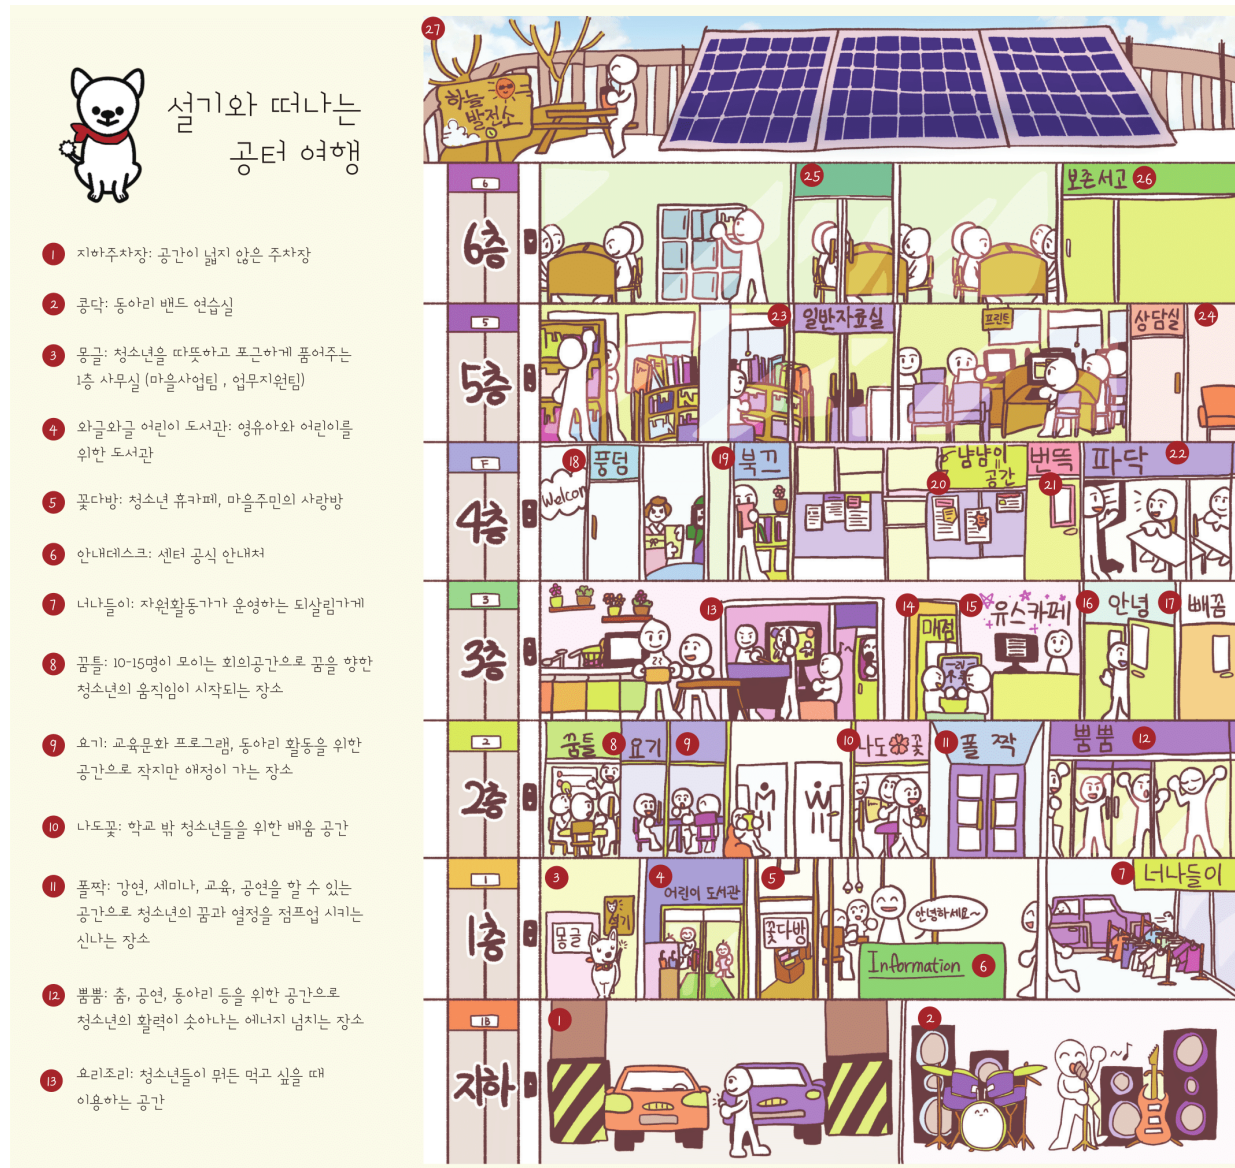 설기와 떠나는
공터 여행
1 지하주차장: 공간이 넓지 않은 주차장
2 콩닥: 동아리 밴드 연습실
3 몽글: 청소년을 따뜻하고 포근하게 품어주는
1층 사무실 (마을사업팀 , 업무지원팀)
4 와글와글 어린이 도서관: 영유아와 어린이를
위한 도서관
5 꽃다방: 청소년 휴카페, 마을주민의 사랑방
6 안내데스크: 센터 공식 안내처
7 너나들이: 자원활동가가 운영하는 되살림가게
8 꿈틀: 10-15명이 모이는 회의공간으로 꿈을 향한
청소년의 움직임이 시작되는 장소
9 요기: 교육문화 프로그램, 동아리 활동을 위한
공간으로 작지만 애정이 가는 장소
10 나도꽃: 학교 밖 청소년들을 위한 배움 공간
11 폴짝: 강연, 세미나, 교육, 공연을 할 수 있는
공간으로 청소년의 꿈과 열정을 점프업 시키는
신나는 장소
12 뿜뿜: 춤, 공연, 동아리 등을 위한 공간으로
청소년의 활력이 솟아나는 에너지 넘치는 장소
13 요리조리: 청소년들이 뭐든 먹고 싶을 때
이용하는 공간
27
하늘
발전소
6
6층
25
보존서고 26
5
5층
23 일반자료실
프린트
상담실 24
F
4층
Welcom
18 풍덩
19 북끄
냥냥이
공간
20
번뜩
21
파닥 22
3
3층
13
14
매점
15 유스카페
16 안녕
17 빼꼼
2
2층
꿈틀 8
요기 9
M W
10 나도 꽃
11 폴짝
뿜뿜 12
1
1층
3
몽글
설기
4
어린이 도서관
5
꽃다방
안녕하세요~
Information 6
7 너나들이
1B
지하
1
2